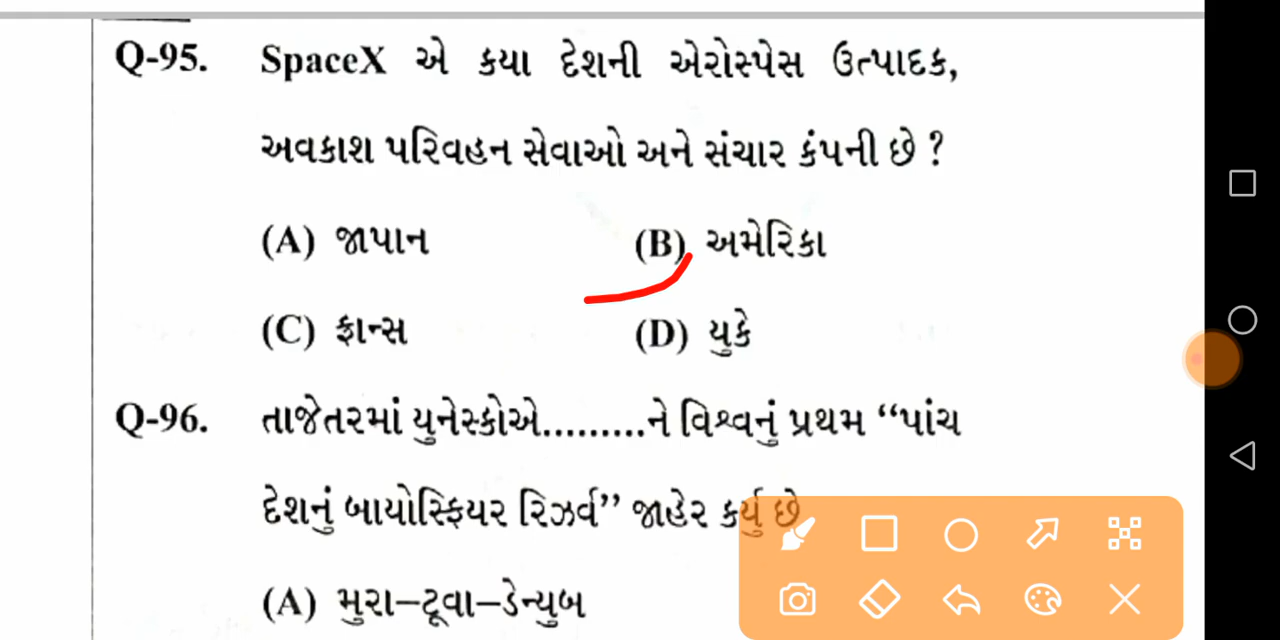 Q-95. SpaceX એ કયા દેશની એરોસ્પેસ ઉત્પાદક,
અવકાશ પરિવહન સેવાઓ અને સંચાર કંપની છે ?
(A) જાપાન (B) અમેરિકા
(C) ફ્રાન્સ (D) યુકે
Q-96. તાજેતરમાં યુનેસ્કોએ.........ને વિશ્વનું પ્રથમ “પાંચ
દેશનું બાયોસ્ફિયર રિઝર્વ” જાહેર કર્યુ છે
(A) મુરા–ટૂવા–ડેન્યુબ